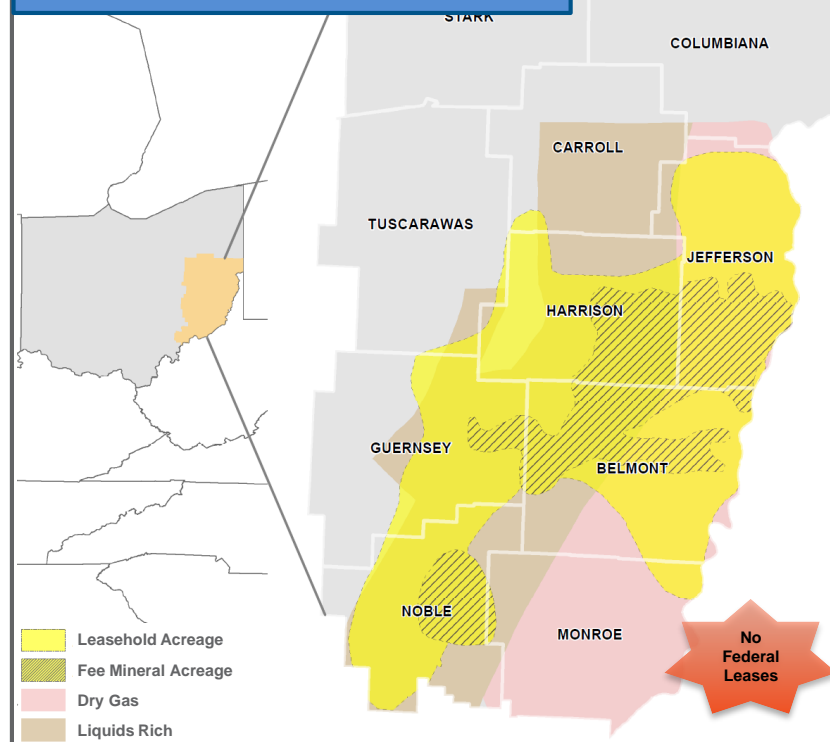 STARK
COLUMBIANA
CARROLL
TUSCARAWAS
JEFFERSON
HARRISON
GUERNSEY
BELMONT
NOBLE
MONROE
Leasehold Acreage
Fee Mineral Acreage
Dry Gas
Liquids Rich
No
Federal
Leases